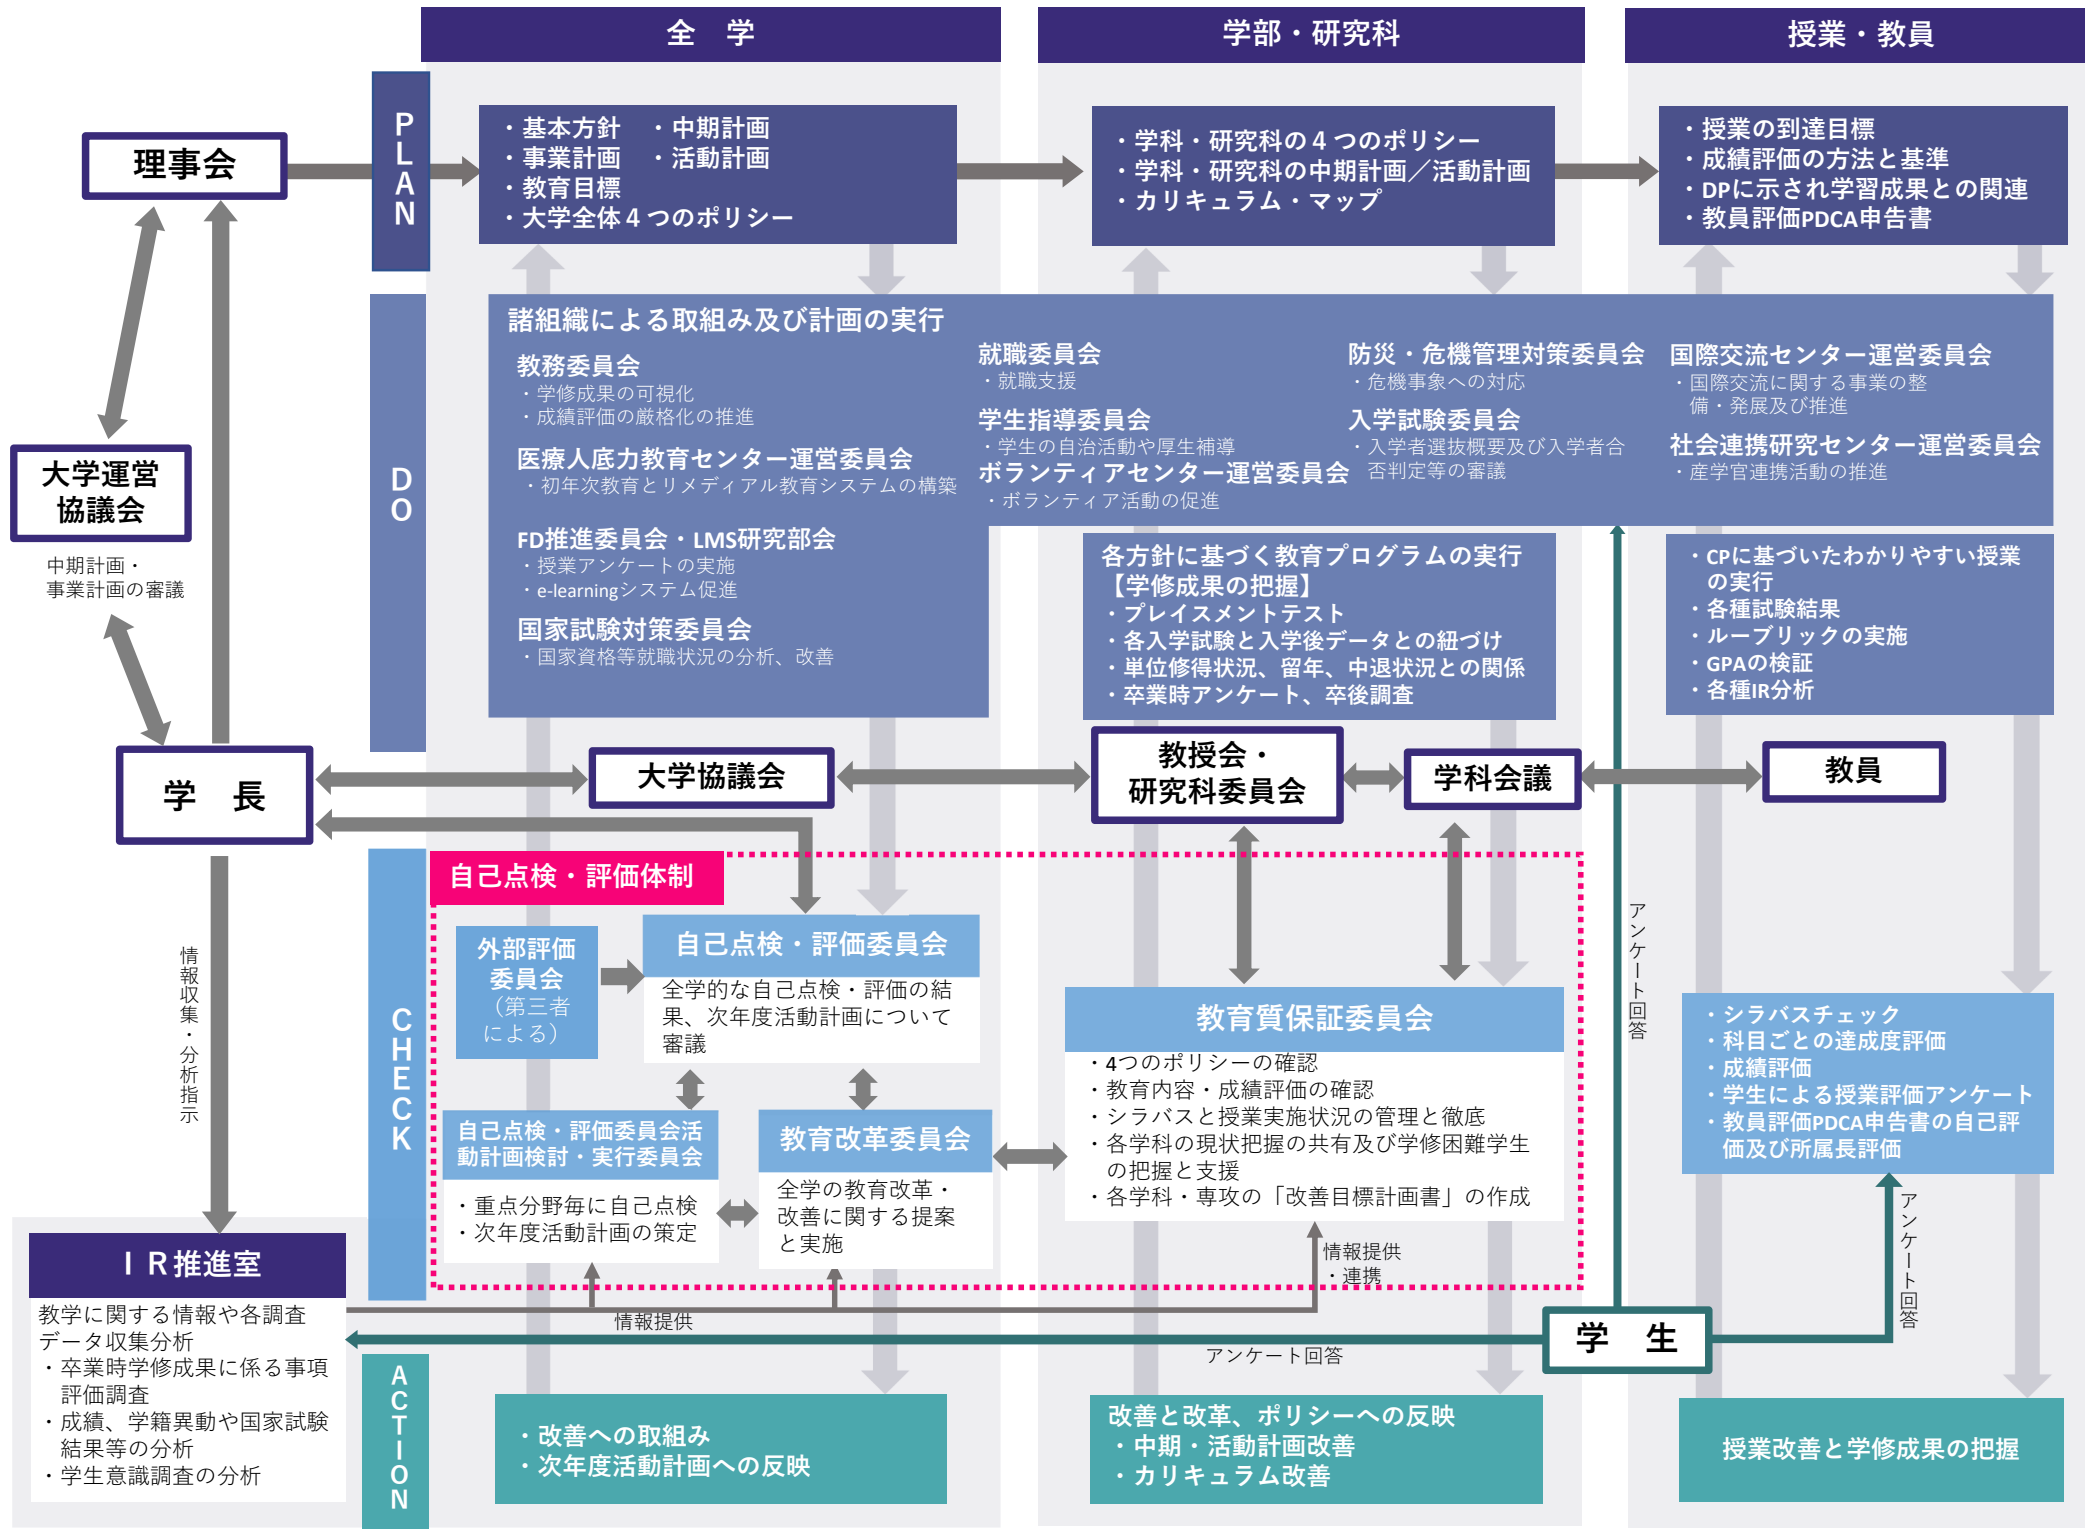 全　学
学部・研究科
授業・教員
PLAN
理事会
・基本方針　・中期計画
・事業計画　・活動計画
・教育目標
・大学全体４つのポリシー
・学科・研究科の４つのポリシー
・学科・研究科の中期計画／活動計画
・カリキュラム・マップ
・授業の到達目標
・成績評価の方法と基準
・DPに示され学習成果との関連
・教員評価PDCA申告書
DO
諸組織による取組み及び計画の実行
教務委員会
・学修成果の可視化
・成績評価の厳格化の推進
医療人底力教育センター運営委員会
・初年次教育とリメディアル教育システムの構築
FD推進委員会・LMS研究部会
・授業アンケートの実施
・e-learningシステム促進
国家試験対策委員会
・国家資格等就職状況の分析、改善
就職委員会
・就職支援
学生指導委員会
・学生の自治活動や厚生補導
ボランティアセンター運営委員会
・ボランティア活動の促進
防災・危機管理対策委員会
・危機事象への対応
入学試験委員会
・入学者選抜概要及び入学者合
否判定等の審議
国際交流センター運営委員会
・国際交流に関する事業の整
備・発展及び推進
社会連携研究センター運営委員会
・産学官連携活動の推進
大学運営
協議会
中期計画・
事業計画の審議
各方針に基づく教育プログラムの実行
【学修成果の把握】
・プレイスメントテスト
・各入学試験と入学後データとの紐づけ
・単位修得状況、留年、中退状況との関係
・卒業時アンケート、卒後調査
・CPに基づいたわかりやすい授業
の実行
・各種試験結果
・ルーブリックの実施
・GPAの検証
・各種IR分析
学　長
大学協議会
教授会・
研究科委員会
学科会議
教員
CHECK
自己点検・評価体制
外部評価
委員会
（第三者
による）
自己点検・評価委員会
全学的な自己点検・評価の結
果、次年度活動計画について
審議
自己点検・評価委員会活
動計画検討・実行委員会
・重点分野毎に自己点検
・次年度活動計画の策定
教育改革委員会
全学の教育改革・
改善に関する提案
と実施
教育質保証委員会
・4つのポリシーの確認
・教育内容・成績評価の確認
・シラバスと授業実施状況の管理と徹底
・各学科の現状把握の共有及び学修困難学生
の把握と支援
・各学科・専攻の「改善目標計画書」の作成
アンケート回答
・シラバスチェック
・科目ごとの達成度評価
・成績評価
・学生による授業評価アンケート
・教員評価PDCA申告書の自己評
価及び所属長評価
アンケート回答
情報収集・分析指示
情報提供
・連携
情報提供
アンケート回答
学　生
ＩＲ推進室
教学に関する情報や各調査
データ収集分析
・卒業時学修成果に係る事項
評価調査
・成績、学籍異動や国家試験
結果等の分析
・学生意識調査の分析
ACTION
・改善への取組み
・次年度活動計画への反映
改善と改革、ポリシーへの反映
・中期・活動計画改善
・カリキュラム改善
授業改善と学修成果の把握